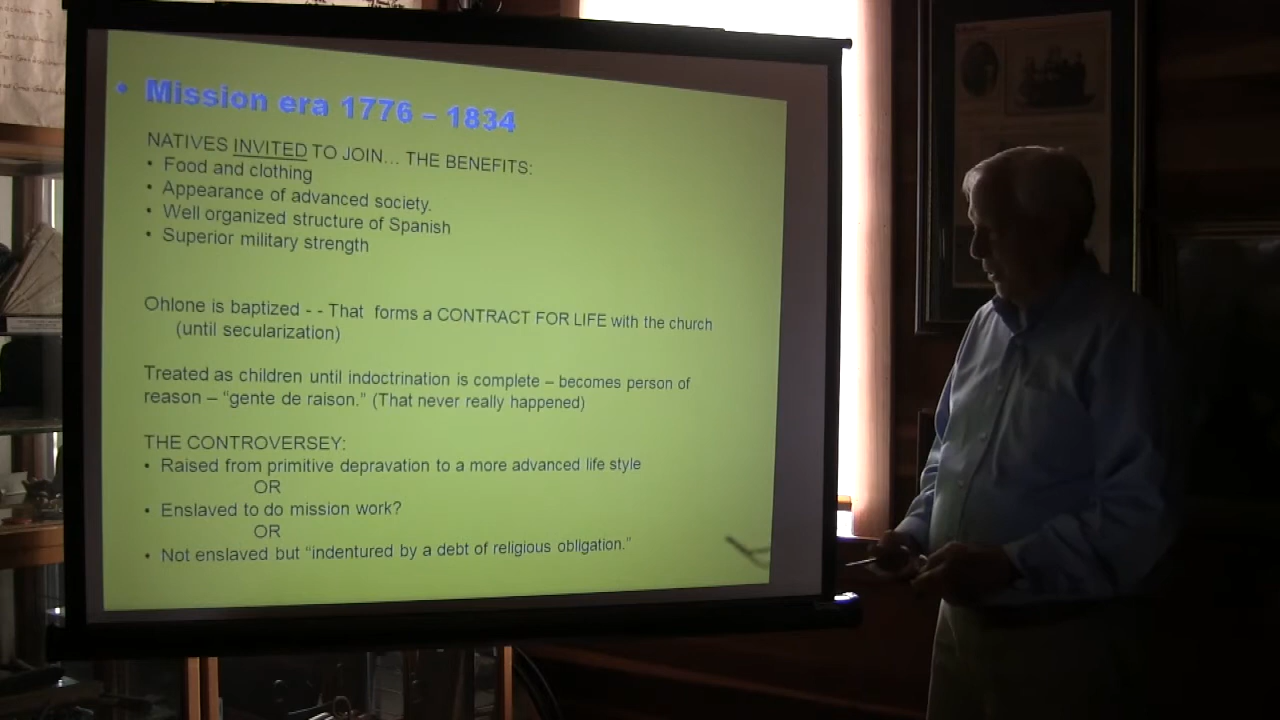 • Mission era 1776 – 1834
NATIVES INVITED TO JOIN... THE BENEFITS:
• Food and clothing
• Appearance of advanced society.
• Well organized structure of Spanish
• Superior military strength
Ohlone is baptized - - That forms a CONTRACT FOR LIFE with the church
(until secularization)
Treated as children until indoctrination is complete – becomes person of
reason – “gente de raison.” (That never really happened)
THE CONTROVERSEY:
• Raised from primitive depravation to a more advanced life style
OR
• Enslaved to do mission work?
OR
• Not enslaved but “indentured by a debt of religious obligation.”